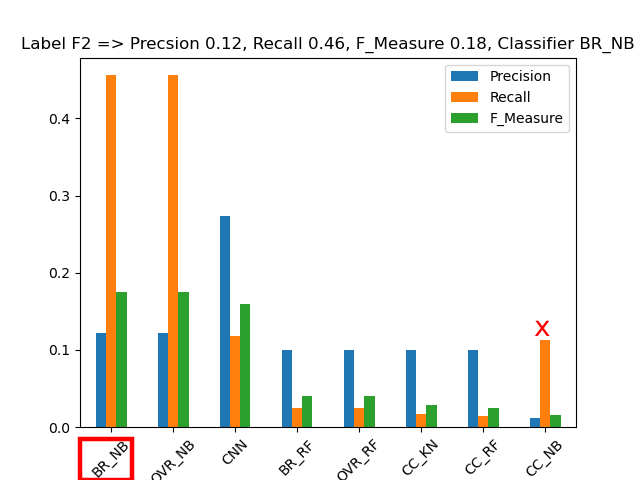 Label F2 => Precsion 0.12, Recall 0.46, F_Measure 0.18, Classifier BR_NB
Precision
Recall
F_Measure
0.4
0.3
0.2
0.1
0.0
x
BR_NB
OVR_NB
CNN
BR_RF
OVR_RF
CC_KN
CC_RF
CC_NB